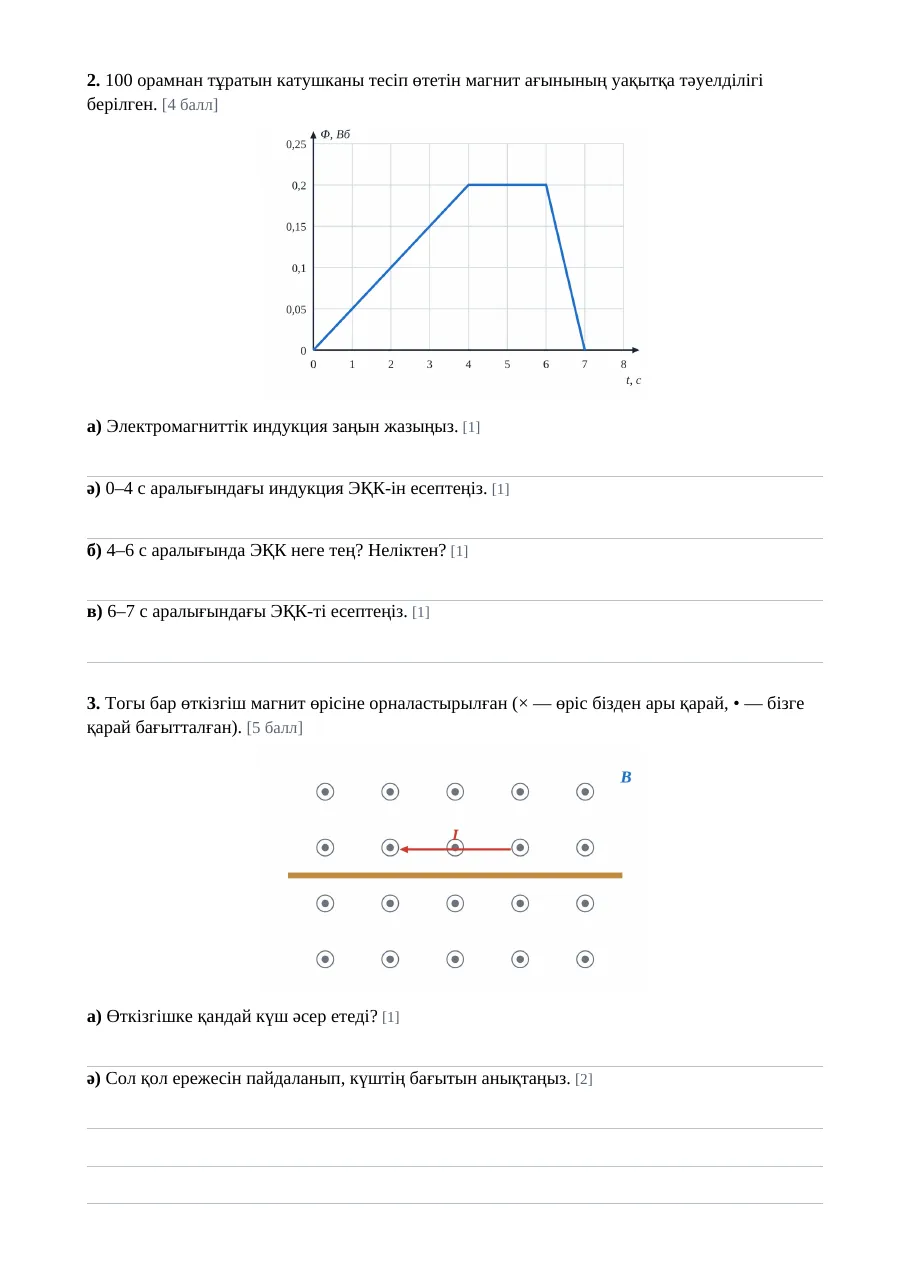 2. 100 орамнан тұратын катушканы тесіп өтетін магнит ағынының уақытқа тәуелділігі
берілген. [4 балл]
Φ, Вб
0,25
0,2
0,15
0,1
0,05
0
0 1 2 3 4 5 6 7 8
t, с
а) Электромагниттік индукция заңын жазыңыз. [1]
ә) 0–4 с аралығындағы индукция ЭҚК-ін есептеңіз. [1]
б) 4–6 с аралығында ЭҚК неге тең? Неліктен? [1]
в) 6–7 с аралығындағы ЭҚК-ті есептеңіз. [1]
3. Тогы бар өткізгіш магнит өрісіне орналастырылған (× — өріс бізден ары қарай, • — бізге
қарай бағытталған). [5 балл]
B
I
а) Өткізгішке қандай күш әсер етеді? [1]
ә) Сол қол ережесін пайдаланып, күштің бағытын анықтаңыз. [2]